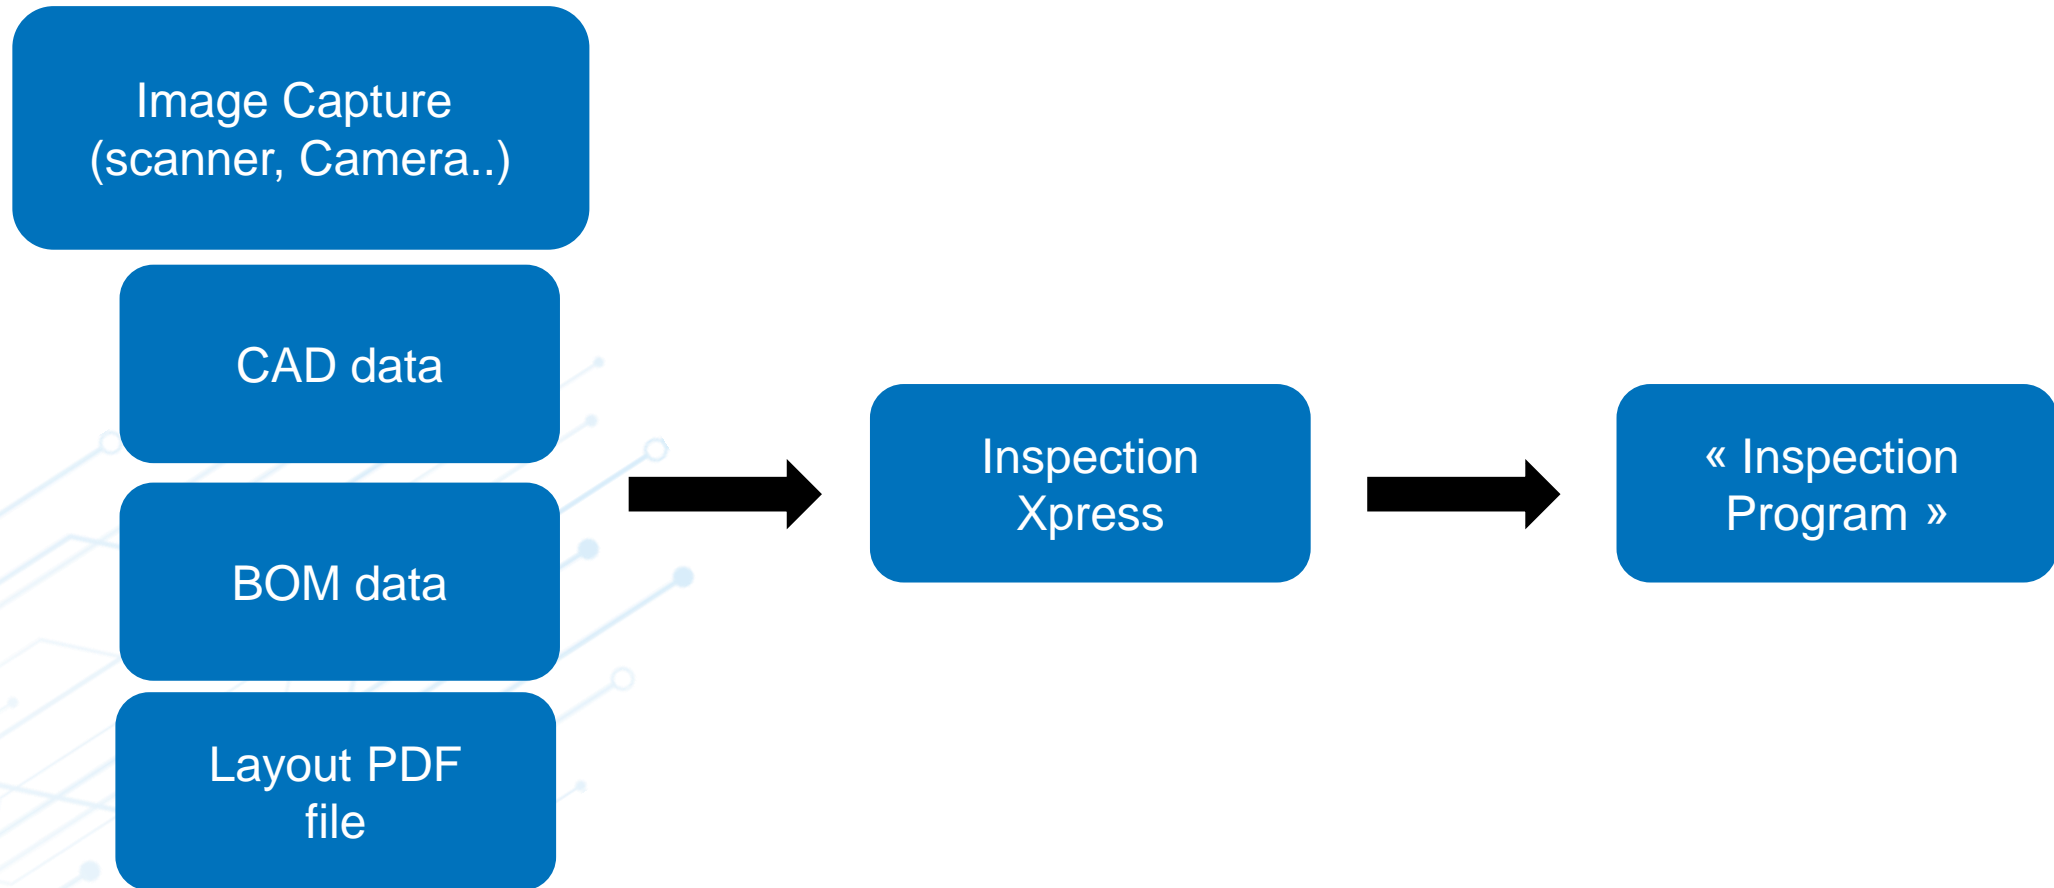 Image Capture
(scanner, Camera..)
CAD data
BOM data
Layout PDF
file
Inspection
Xpress
« Inspection
Program »